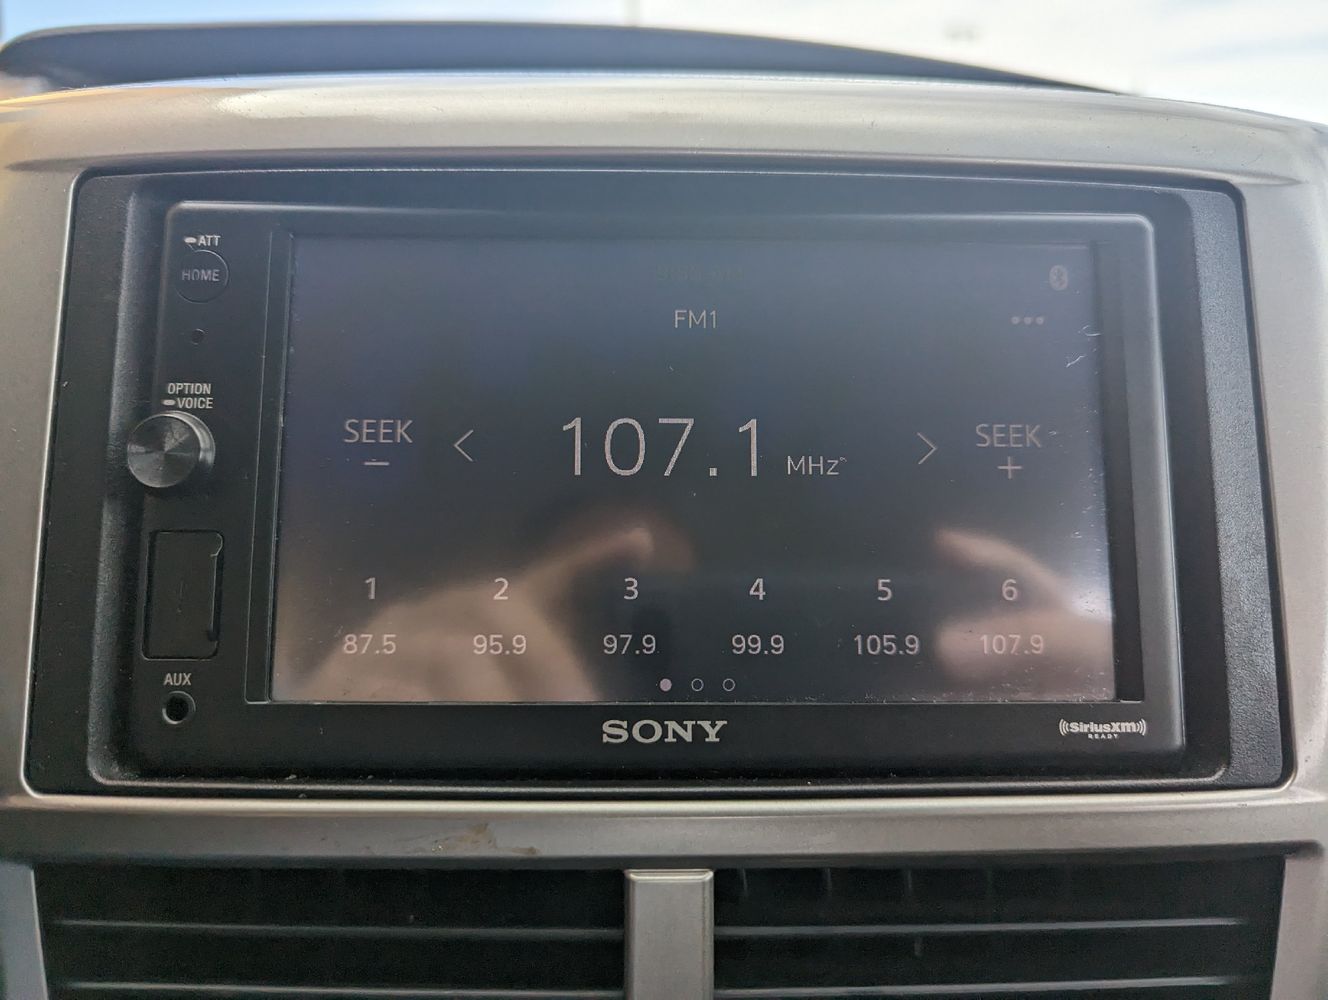 ATT
HOME
FM1
OPTION
VOICE
SEEK
−
<
107.1 MHz
>
SEEK
+
1 2 3 4 5 6
87.5 95.9 97.9 99.9 105.9 107.9
AUX
SONY
SiriusXM
READY